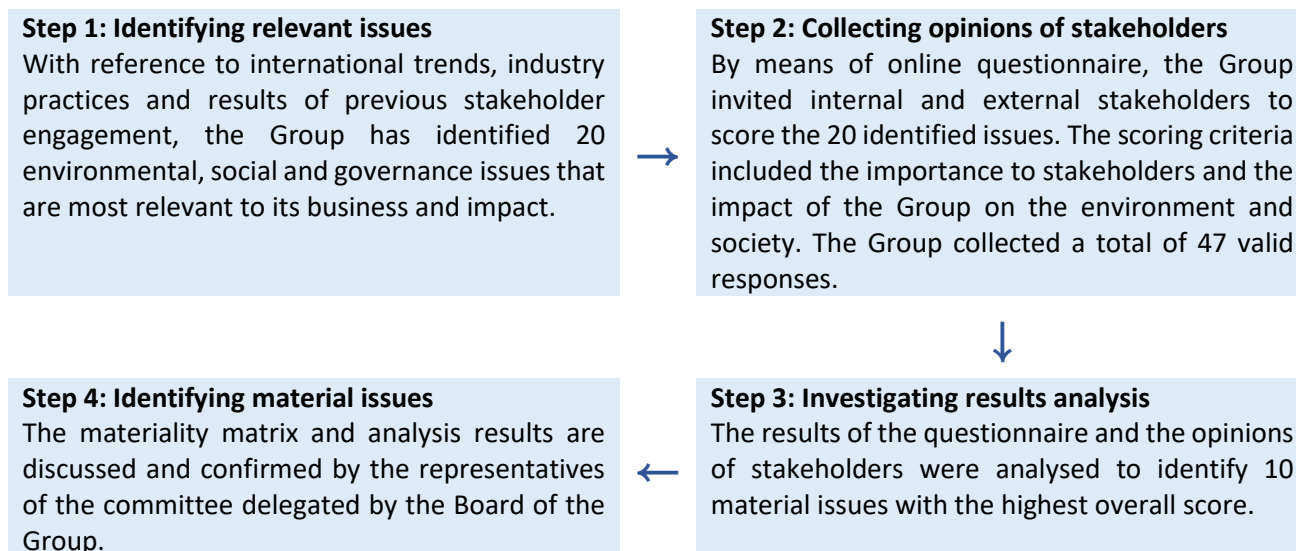 Step 1: Identifying relevant issues
With reference to international trends, industry
practices and results of previous stakeholder
engagement, the Group has identified 20
environmental, social and governance issues that
are most relevant to its business and impact.
→
Step 2: Collecting opinions of stakeholders
By means of online questionnaire, the Group
invited internal and external stakeholders to
score the 20 identified issues. The scoring criteria
included the importance to stakeholders and the
impact of the Group on the environment and
society. The Group collected a total of 47 valid
responses.
↓
Step 3: Investigating results analysis
The results of the questionnaire and the opinions
of stakeholders were analysed to identify 10
material issues with the highest overall score.
←
Step 4: Identifying material issues
The materiality matrix and analysis results are
discussed and confirmed by the representatives
of the committee delegated by the Board of the
Group.